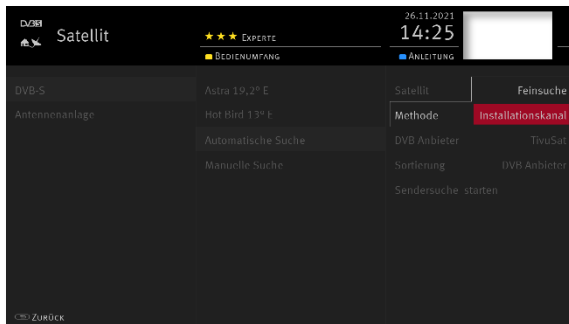 DVB-S
Satellit
★★★ EXPERTE
BEDIENUMFANG
26.11.2021
14:25
ANLEITUNG
DVB-S
Antennenanlage
Astra 19,2° E
Hot Bird 13° E
Automatische Suche
Manuelle Suche
Satellit
Feinsuche
Methode
Installationskanal
DVB Anbieter
TivuSat
Sortierung
DVB Anbieter
Sendersuche starten
ZURÜCK